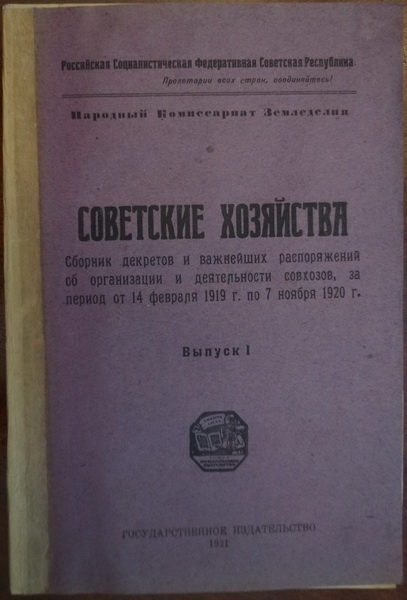 Российская Социалистическая Федеративная Советская Республика.
Пролетарии всех стран, соединяйтесь!
Народный Комиссариат Земледелия
СОВЕТСКИЕ ХОЗЯЙСТВА
Сборник декретов и важнейших распоряжений
об организации и деятельности совхозов, за
период от 14 февраля 1919 г. по 7 ноября 1920 г.
Выпуск I
ГОСУДАРСТВЕННОЕ ИЗДАТЕЛЬСТВО
1921